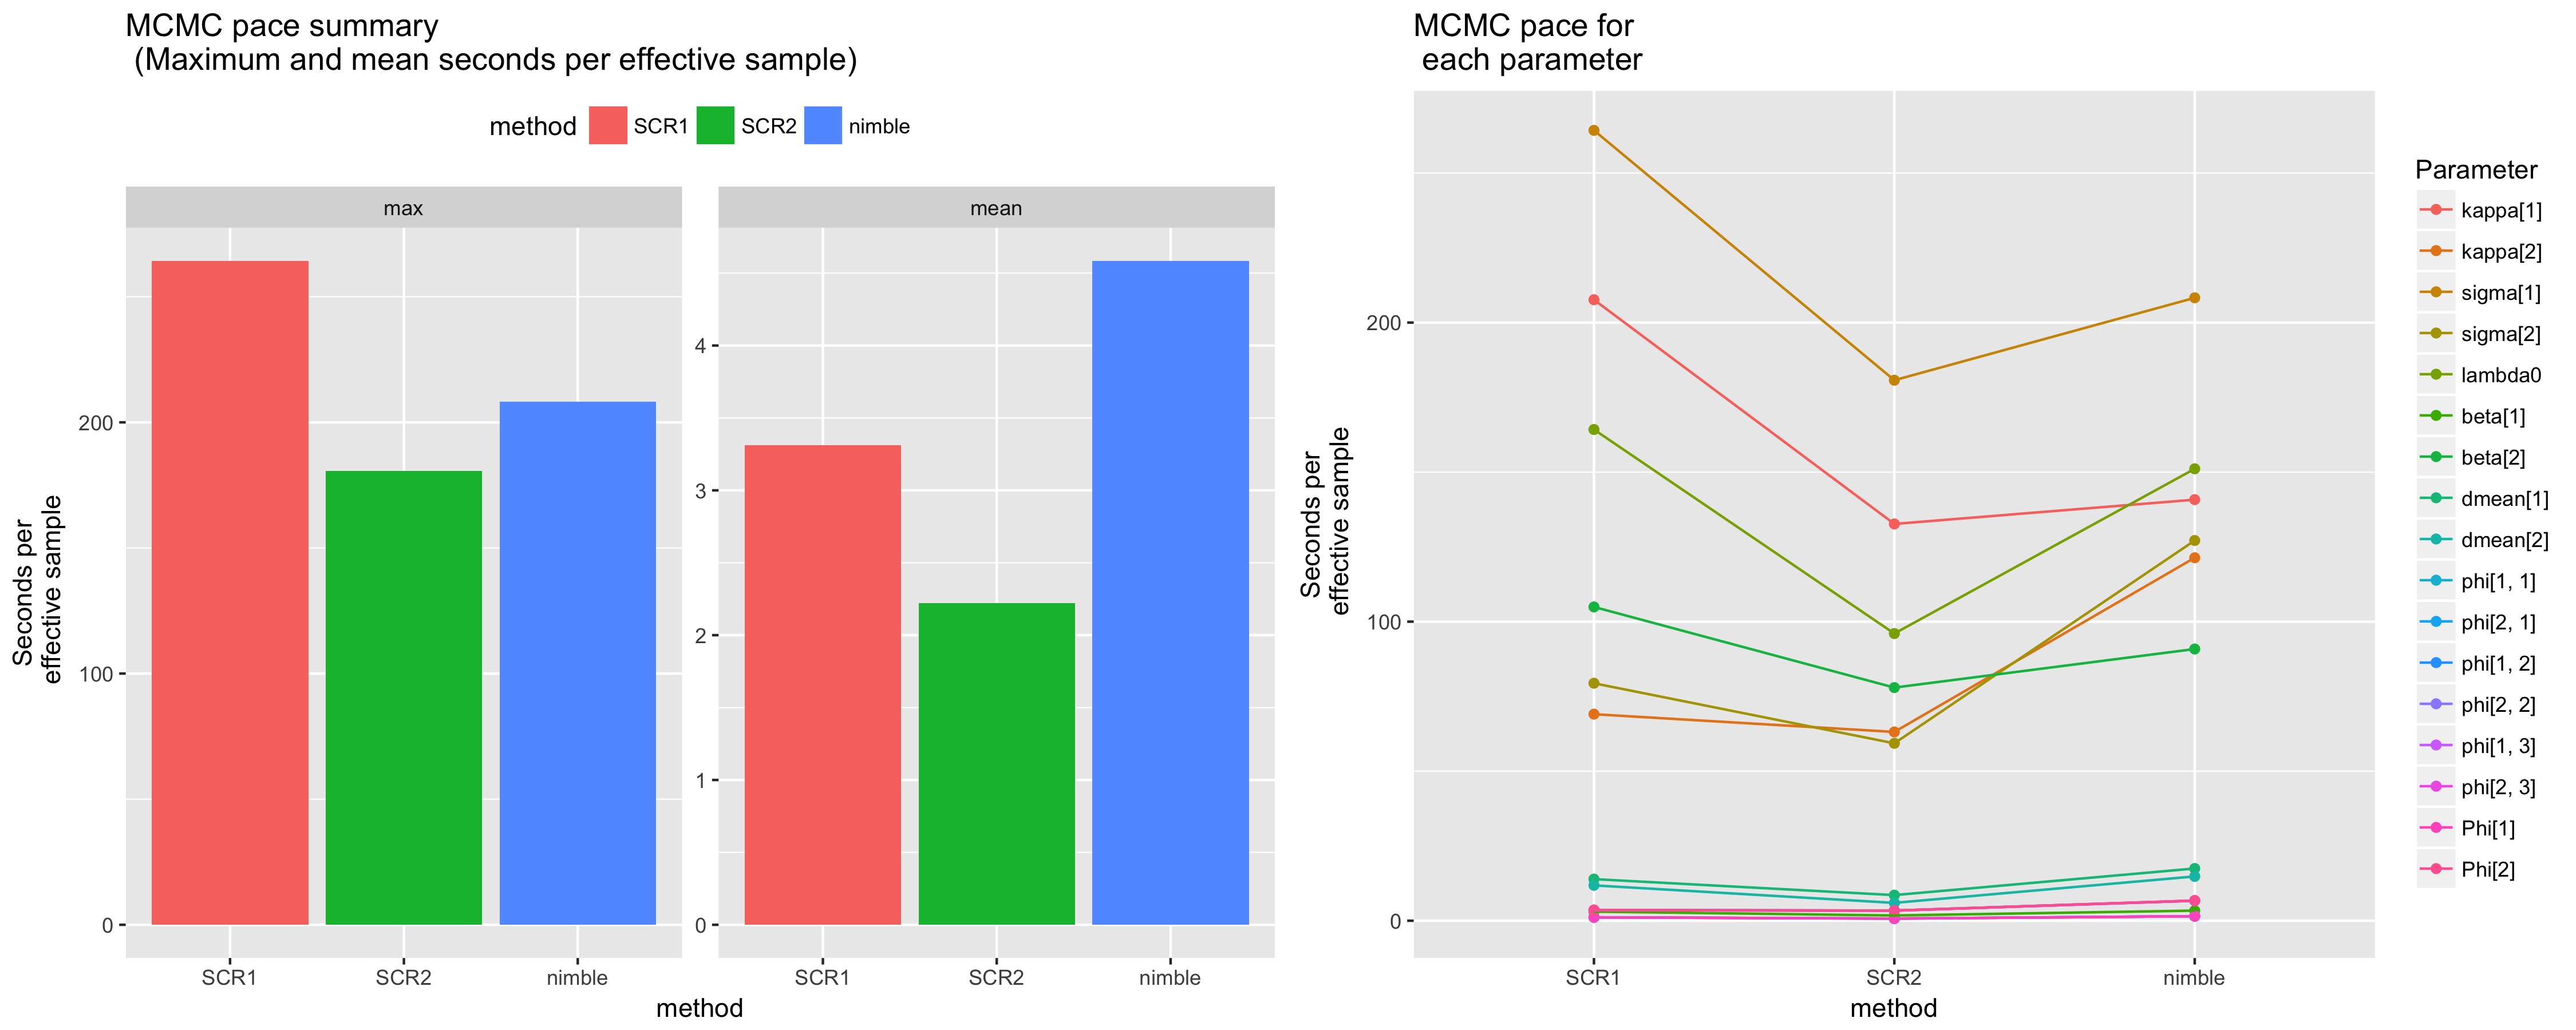 MCMC pace summary
(Maximum and mean seconds per effective sample)
method SCR1 SCR2 nimble
max
mean
Seconds per
effective sample
200
100
0
4
3
2
1
0
SCR1 SCR2 nimble
SCR1 SCR2 nimble
method
MCMC pace for
each parameter
Seconds per
effective sample
200
100
0
SCR1 SCR2 nimble
method
Parameter
kappa[1]
kappa[2]
sigma[1]
sigma[2]
lambda0
beta[1]
beta[2]
dmean[1]
dmean[2]
phi[1, 1]
phi[2, 1]
phi[1, 2]
phi[2, 2]
phi[1, 3]
phi[2, 3]
Phi[1]
Phi[2]